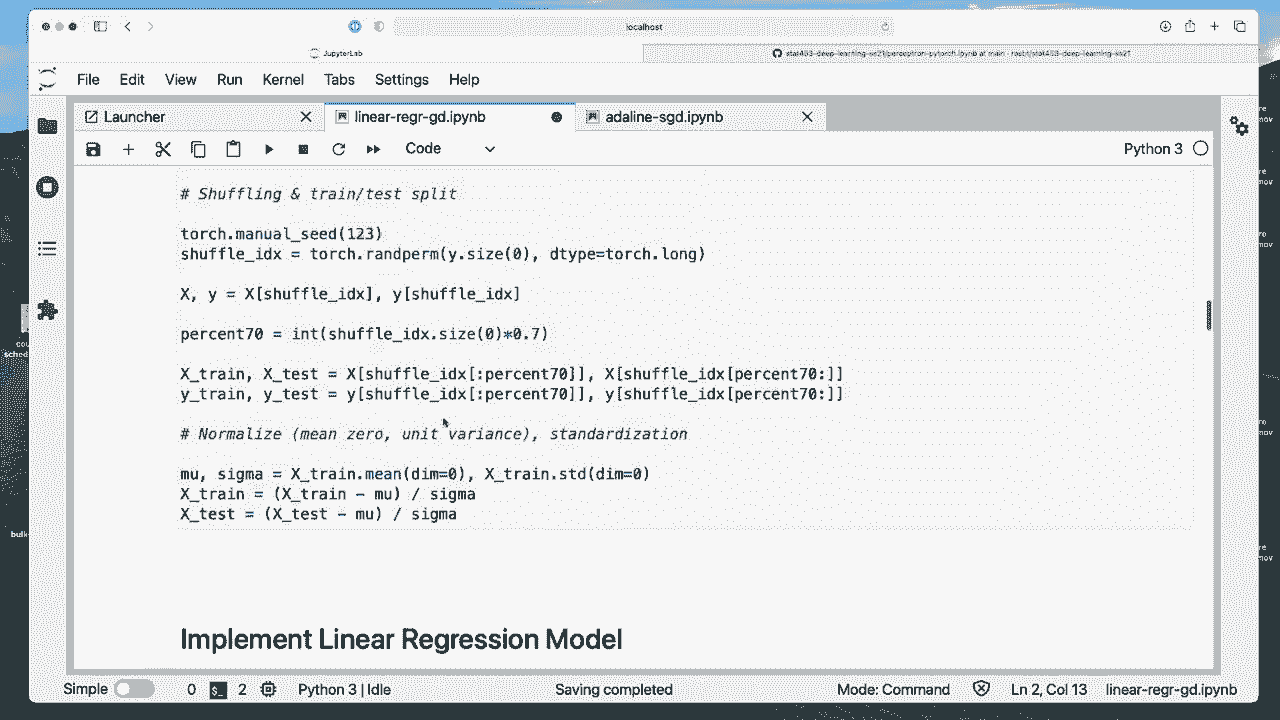 localhost
JupyterLab
stat453-deep-learning-ss21/perceptron-pytorch.ipynb at main · rasbt/stat453-deep-learning-ss21
File Edit View Run Kernel Tabs Settings Help
Launcher linear-regr-gd.ipynb adaline-sgd.ipynb
Code Python 3
# Shuffling & train/test split
torch.manual_seed(123)
shuffle_idx = torch.randperm(y.size(0), dtype=torch.long)
X, y = X[shuffle_idx], y[shuffle_idx]
percent70 = int(shuffle_idx.size(0)*0.7)
X_train, X_test = X[shuffle_idx[:percent70]], X[shuffle_idx[percent70:]]
y_train, y_test = y[shuffle_idx[:percent70]], y[shuffle_idx[percent70:]]
# Normalize (mean zero, unit variance), standardization
mu, sigma = X_train.mean(dim=0), X_train.std(dim=0)
X_train = (X_train - mu) / sigma
X_test = (X_test - mu) / sigma
Implement Linear Regression Model
Simple 0 2 Python 3 | Idle Saving completed Mode: Command Ln 2, Col 13 linear-regr-gd.ipynb